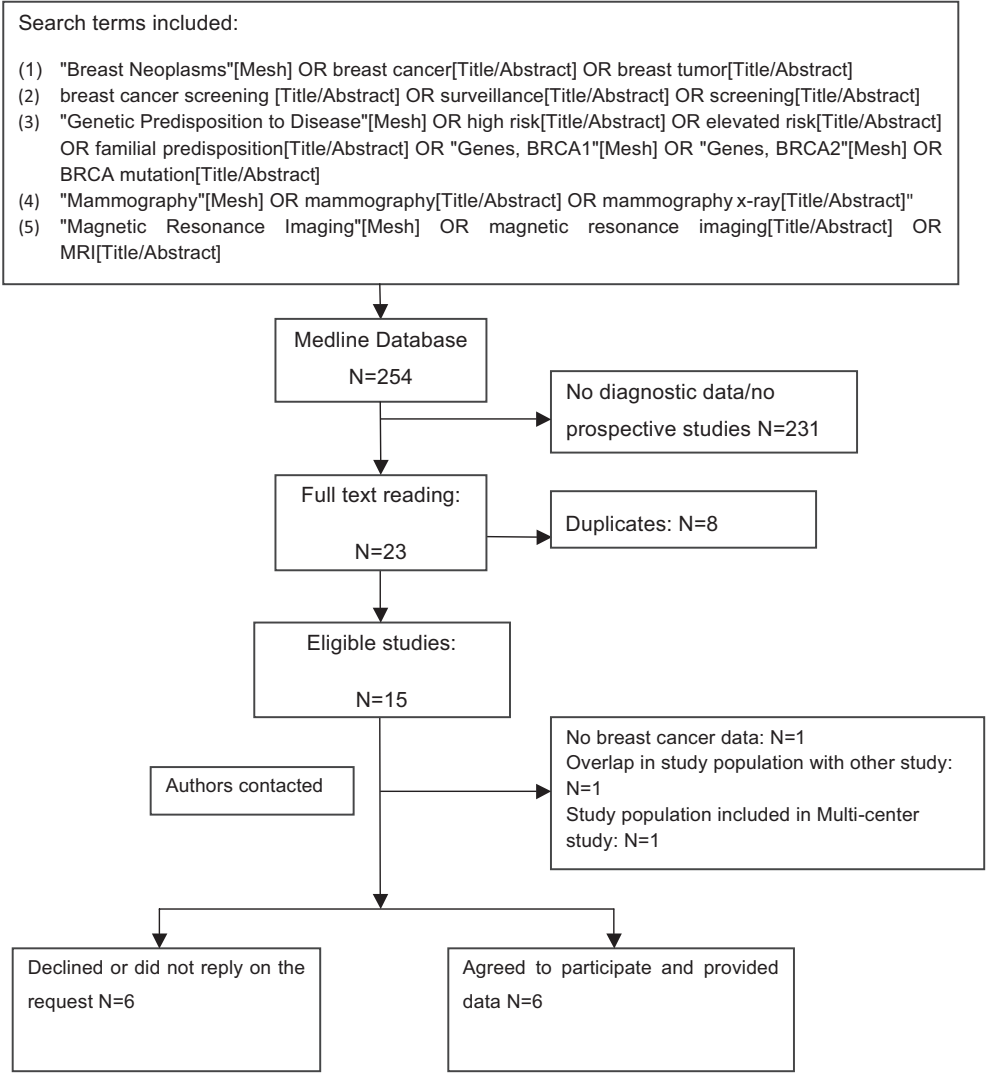 Search terms included:
(1) "Breast Neoplasms"[Mesh] OR breast cancer[Title/Abstract] OR breast tumor[Title/Abstract]
(2) breast cancer screening [Title/Abstract] OR surveillance[Title/Abstract] OR screening[Title/Abstract]
(3) "Genetic Predisposition to Disease"[Mesh] OR high risk[Title/Abstract] OR elevated risk[Title/Abstract]
OR familial predisposition[Title/Abstract] OR "Genes, BRCA1"[Mesh] OR "Genes, BRCA2"[Mesh] OR
BRCA mutation[Title/Abstract]
(4) "Mammography"[Mesh] OR mammography[Title/Abstract] OR mammography x-ray[Title/Abstract]"
(5) "Magnetic Resonance Imaging"[Mesh] OR magnetic resonance imaging[Title/Abstract] OR
MRI[Title/Abstract]
Medline Database
N=254
No diagnostic data/no
prospective studies N=231
Full text reading:
N=23
Duplicates: N=8
Eligible studies:
N=15
No breast cancer data: N=1
Overlap in study population with other study:
N=1
Study population included in Multi-center
study: N=1
Authors contacted
Declined or did not reply on the
request N=6
Agreed to participate and provided
data N=6